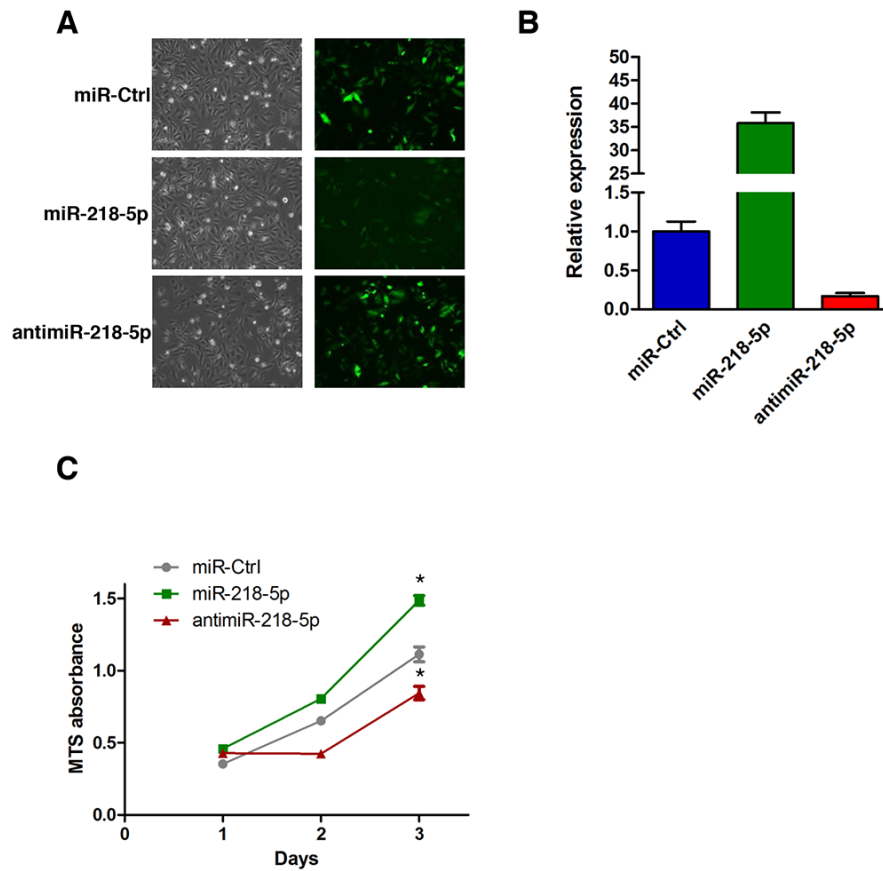 A
miR-Ctrl
miR-218-5p
antimiR-218-5p
B
Relative expression
50
45
40
35
30
25
1.5
1.0
0.5
0.0
miR-Ctrl
miR-218-5p
antimiR-218-5p
C
miR-Ctrl
miR-218-5p
antimiR-218-5p
MTS absorbance
1.5
1.0
0.5
0.0
*
*
0 1 2 3
Days